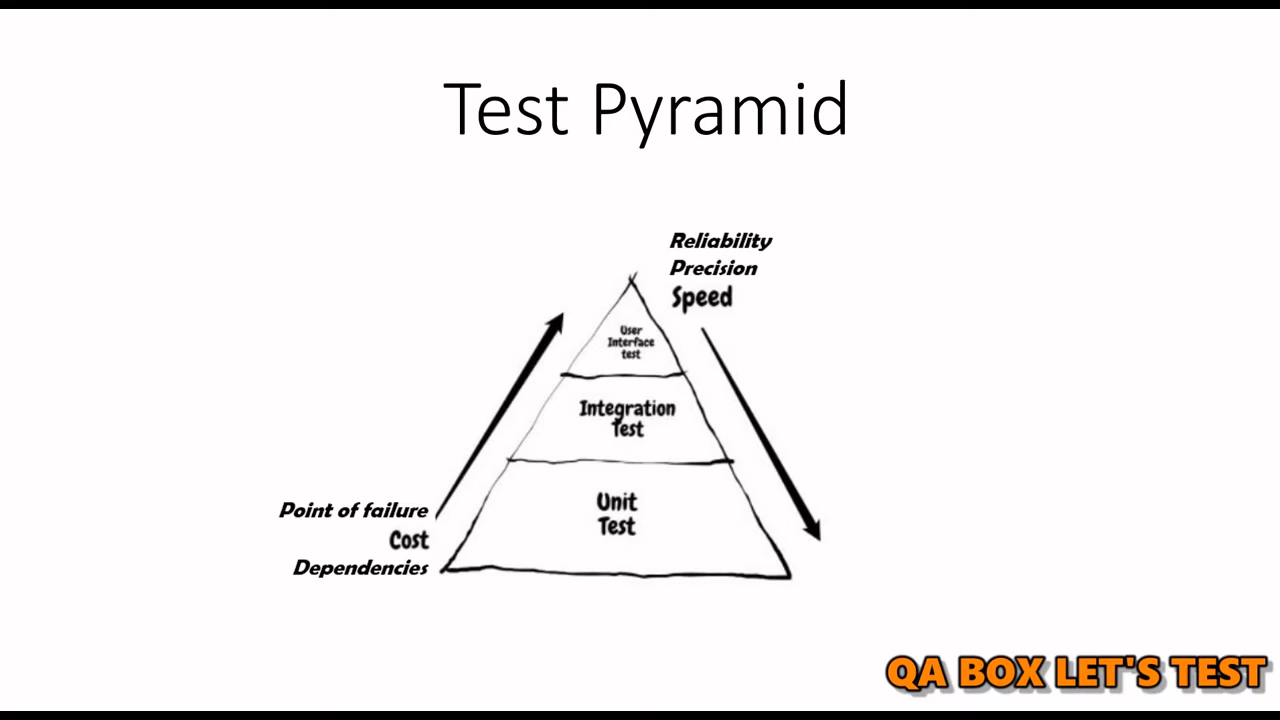 Test Pyramid
Reliability
Precision
Speed
User
Interface
test
Integration
Test
Unit
Test
Point of failure
Cost
Dependencies
QA BOX LET'S TEST